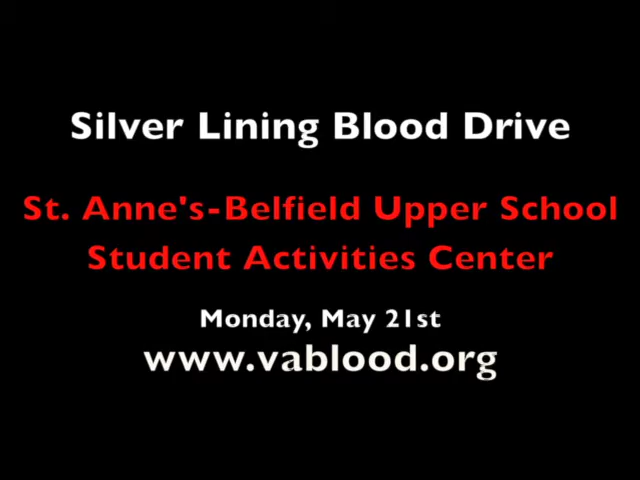 Silver Lining Blood Drive
St. Anne's-Belfield Upper School
Student Activities Center
Monday, May 21st
www.vablood.org